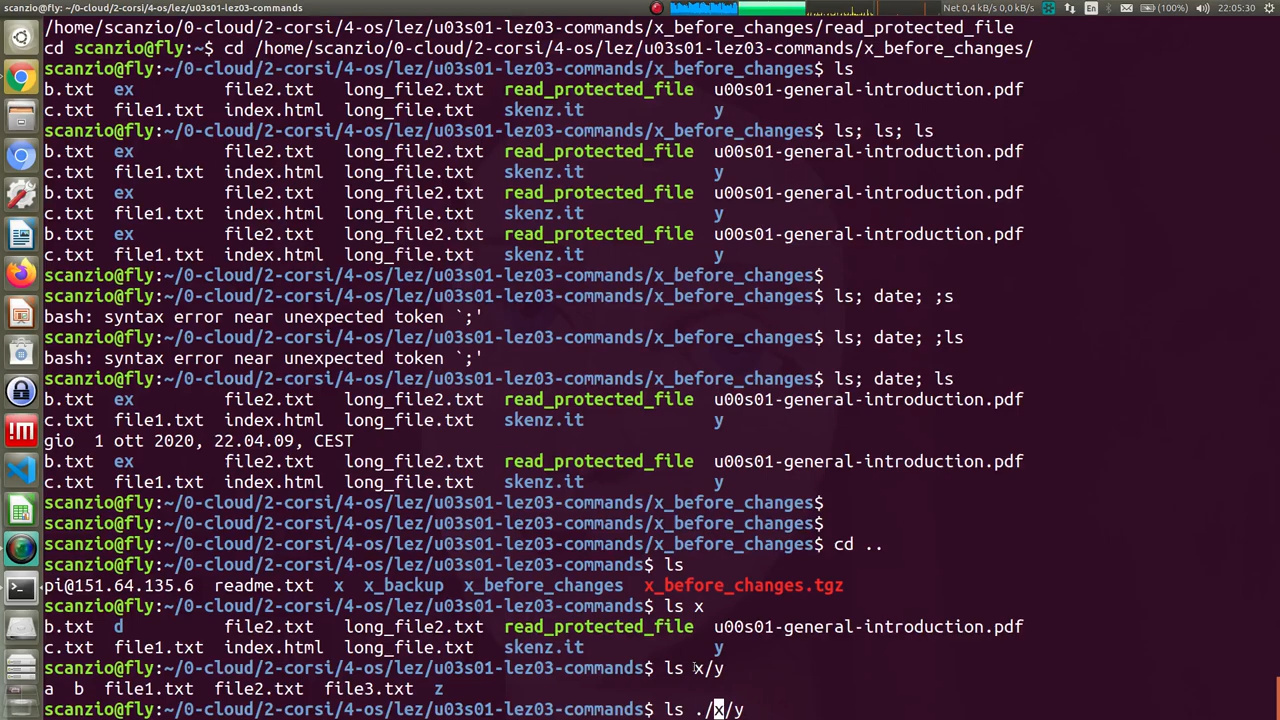 scanzio@fly: ~/0-cloud/2-corsi/4-os/lez/u03s01-lez03-commands
Net 0,4 kB/s 0,0 kB/s En (100%) 22:05:30
/home/scanzio/0-cloud/2-corsi/4-os/lez/u03s01-lez03-commands/read_protected_file
cd scanzio@fly:~$ cd /home/scanzio/0-cloud/2-corsi/4-os/lez/u03s01-lez03-commands/x_before_changes/
scanzio@fly:~/0-cloud/2-corsi/4-os/lez/u03s01-lez03-commands/x_before_changes$ ls
b.txt ex file2.txt long_file2.txt read_protected_file u00s01-general-introduction.pdf
c.txt file1.txt index.html long_file.txt skenz.it y
scanzio@fly:~/0-cloud/2-corsi/4-os/lez/u03s01-lez03-commands/x_before_changes$ ls; ls; ls
b.txt ex file2.txt long_file2.txt read_protected_file u00s01-general-introduction.pdf
c.txt file1.txt index.html long_file.txt skenz.it y
b.txt ex file2.txt long_file2.txt read_protected_file u00s01-general-introduction.pdf
c.txt file1.txt index.html long_file.txt skenz.it y
b.txt ex file2.txt long_file2.txt read_protected_file u00s01-general-introduction.pdf
c.txt file1.txt index.html long_file.txt skenz.it y
scanzio@fly:~/0-cloud/2-corsi/4-os/lez/u03s01-lez03-commands/x_before_changes$
scanzio@fly:~/0-cloud/2-corsi/4-os/lez/u03s01-lez03-commands/x_before_changes$ ls; date; ;s
bash: syntax error near unexpected token `;'
scanzio@fly:~/0-cloud/2-corsi/4-os/lez/u03s01-lez03-commands/x_before_changes$ ls; date; ;ls
bash: syntax error near unexpected token `;'
scanzio@fly:~/0-cloud/2-corsi/4-os/lez/u03s01-lez03-commands/x_before_changes$ ls; date; ls
b.txt ex file2.txt long_file2.txt read_protected_file u00s01-general-introduction.pdf
c.txt file1.txt index.html long_file.txt skenz.it y
gio 1 ott 2020, 22.04.09, CEST
b.txt ex file2.txt long_file2.txt read_protected_file u00s01-general-introduction.pdf
c.txt file1.txt index.html long_file.txt skenz.it y
scanzio@fly:~/0-cloud/2-corsi/4-os/lez/u03s01-lez03-commands/x_before_changes$
scanzio@fly:~/0-cloud/2-corsi/4-os/lez/u03s01-lez03-commands/x_before_changes$
scanzio@fly:~/0-cloud/2-corsi/4-os/lez/u03s01-lez03-commands/x_before_changes$ cd ..
scanzio@fly:~/0-cloud/2-corsi/4-os/lez/u03s01-lez03-commands$ ls
pi@151.64.135.6 readme.txt x x_backup x_before_changes x_before_changes.tgz
scanzio@fly:~/0-cloud/2-corsi/4-os/lez/u03s01-lez03-commands$ ls x
b.txt d file2.txt long_file2.txt read_protected_file u00s01-general-introduction.pdf
c.txt file1.txt index.html long_file.txt skenz.it y
scanzio@fly:~/0-cloud/2-corsi/4-os/lez/u03s01-lez03-commands$ ls x/y
a b file1.txt file2.txt file3.txt z
scanzio@fly:~/0-cloud/2-corsi/4-os/lez/u03s01-lez03-commands$ ls ./x/y